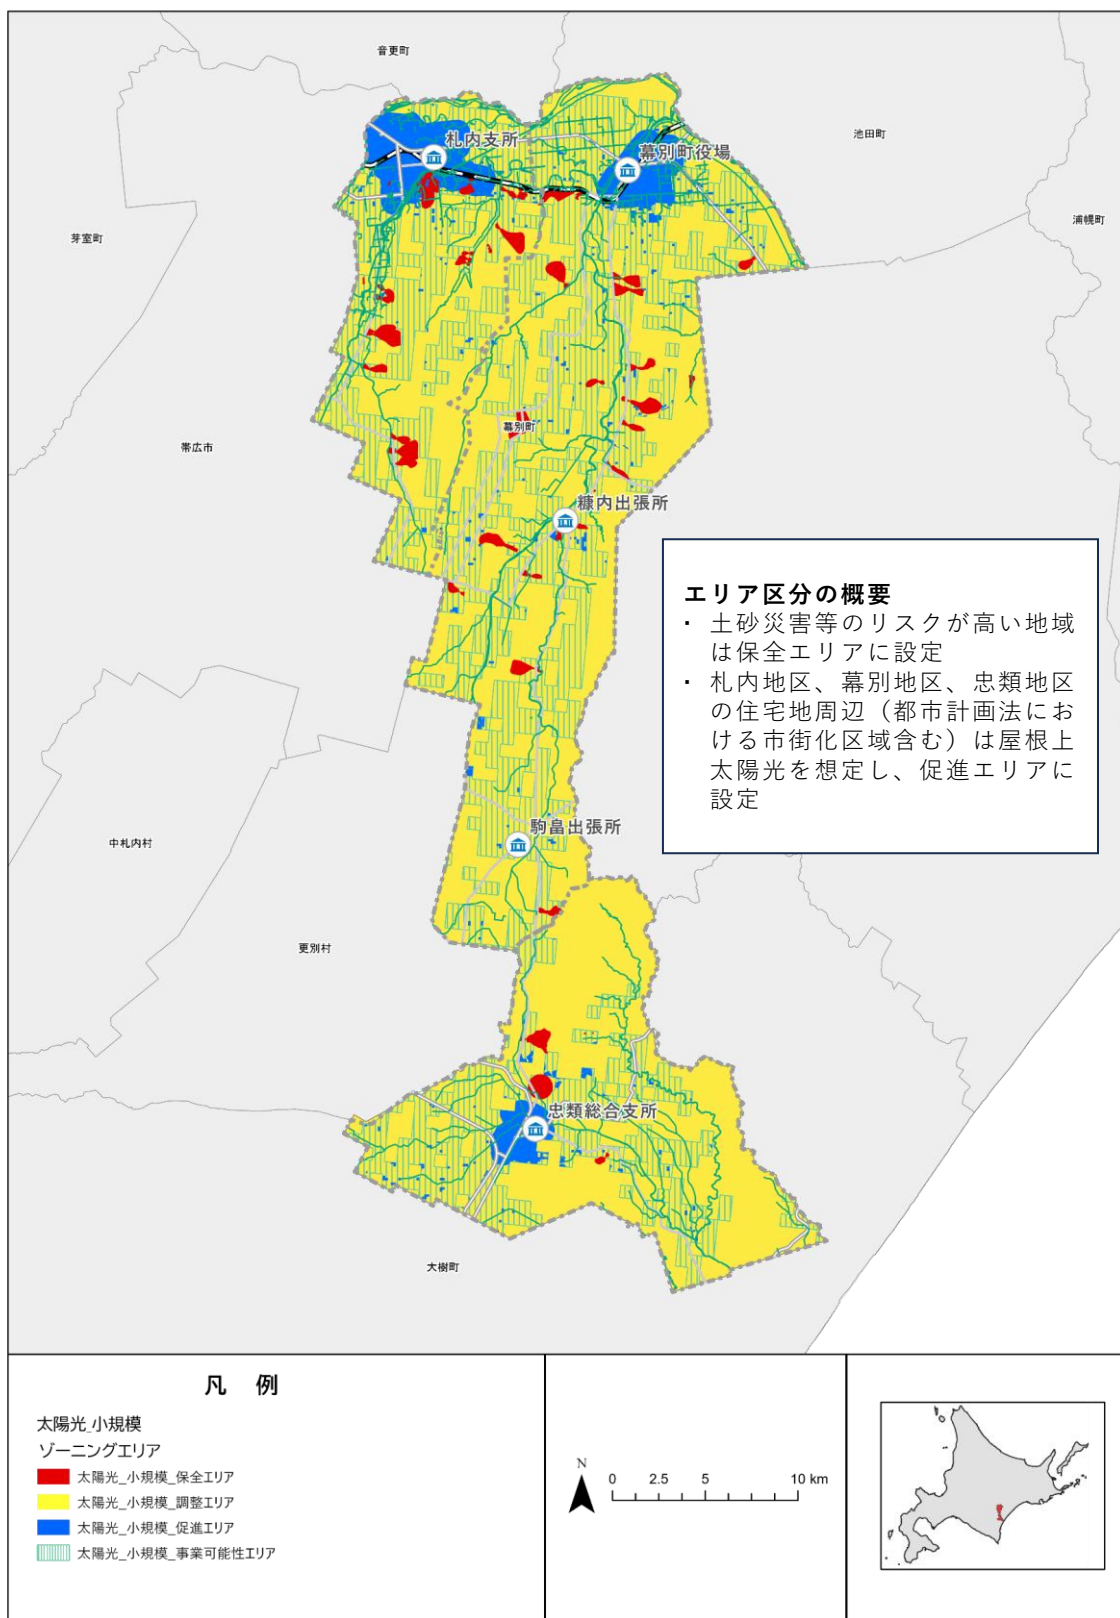 音更町
池田町
浦幌町
芽室町
帯広市
中札内村
更別村
大樹町
札内支所
幕別町役場
幕別町
糠内出張所
駒畠出張所
忠類総合支所
エリア区分の概要
・ 土砂災害等のリスクが高い地域
は保全エリアに設定
・ 札内地区、幕別地区、忠類地区
の住宅地周辺（都市計画法にお
ける市街化区域含む）は屋根上
太陽光を想定し、促進エリアに
設定
凡 例
太陽光_小規模
ゾーニングエリア
太陽光_小規模_保全エリア
太陽光_小規模_調整エリア
太陽光_小規模_促進エリア
太陽光_小規模_事業可能性エリア
N
0 2.5 5 10 km